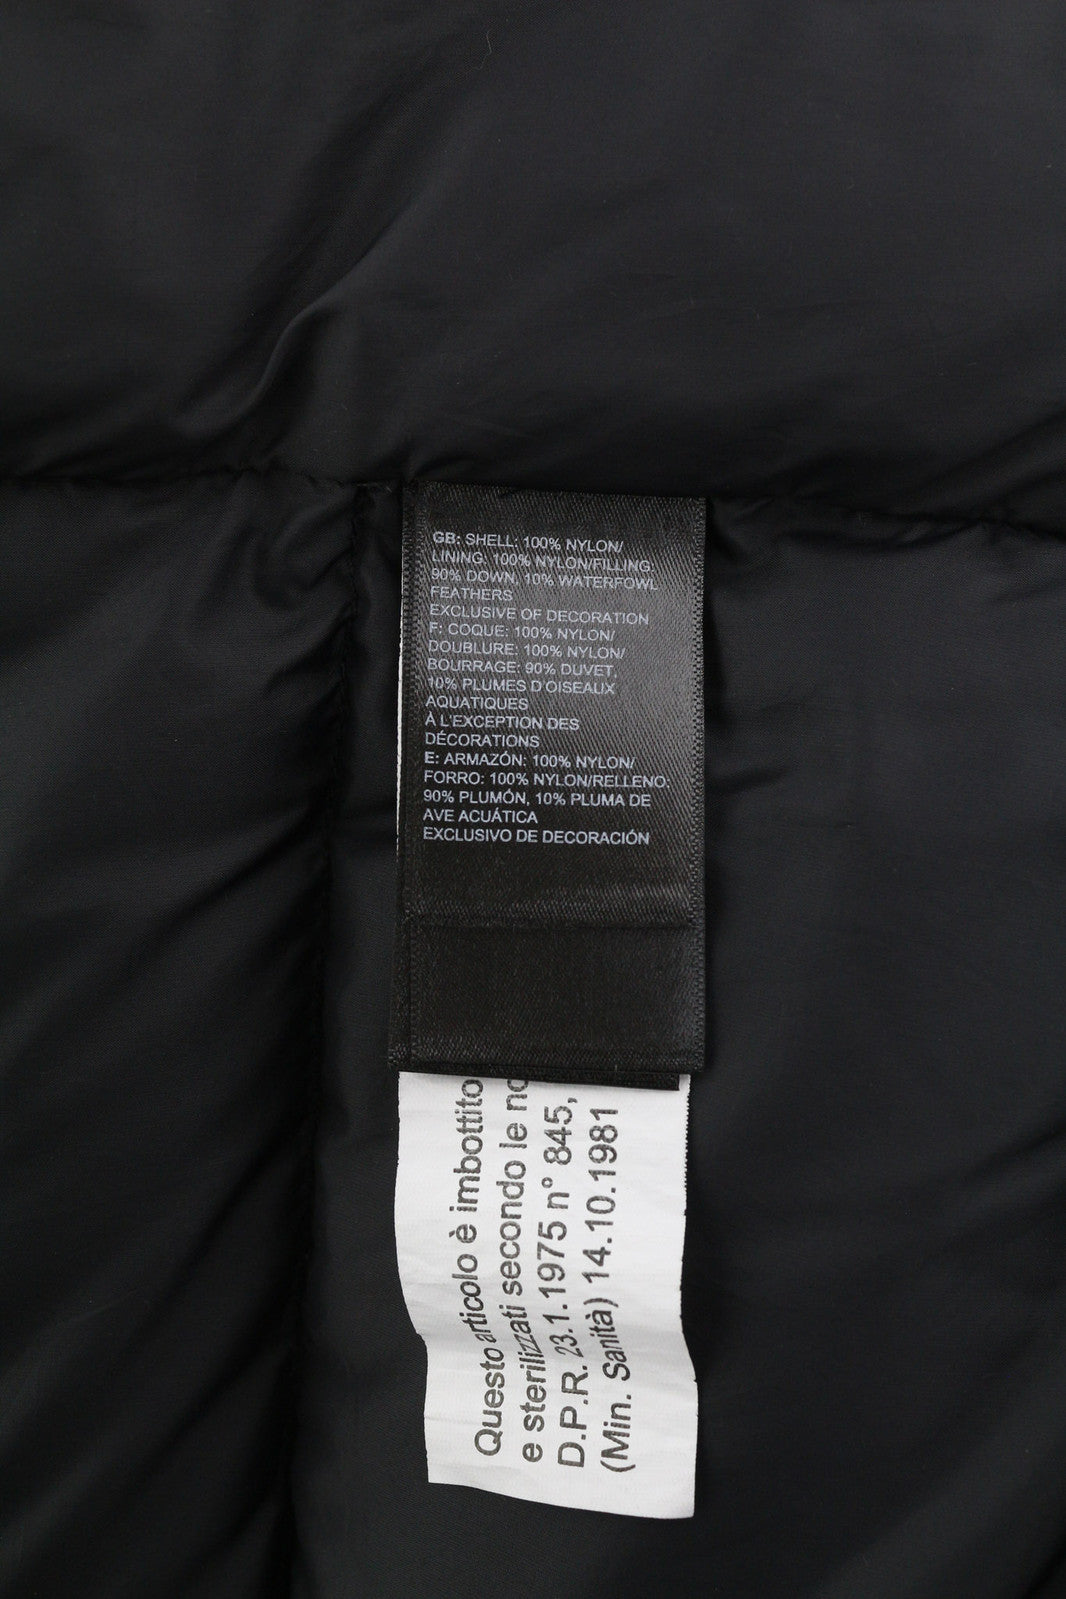 GB: SHELL: 100% NYLON/
LINING: 100% NYLON/FILLING:
90% DOWN, 10% WATERFOWL
FEATHERS
EXCLUSIVE OF DECORATION
F: COQUE: 100% NYLON/
DOUBLURE: 100% NYLON/
BOURRAGE: 90% DUVET,
10% PLUMES D'OISEAUX
AQUATIQUES
À L'EXCEPTION DES
DÉCORATIONS
E: ARMAZÓN: 100% NYLON/
FORRO: 100% NYLON/RELLENO:
90% PLUMÓN, 10% PLUMA DE
AVE ACUÁTICA
EXCLUSIVO DE DECORACIÓN
Questo articolo è imbottito
e sterilizzati secondo le
D.P.R. 23.1.1975 n° 845,
(Min. Sanità) 14.10.1981